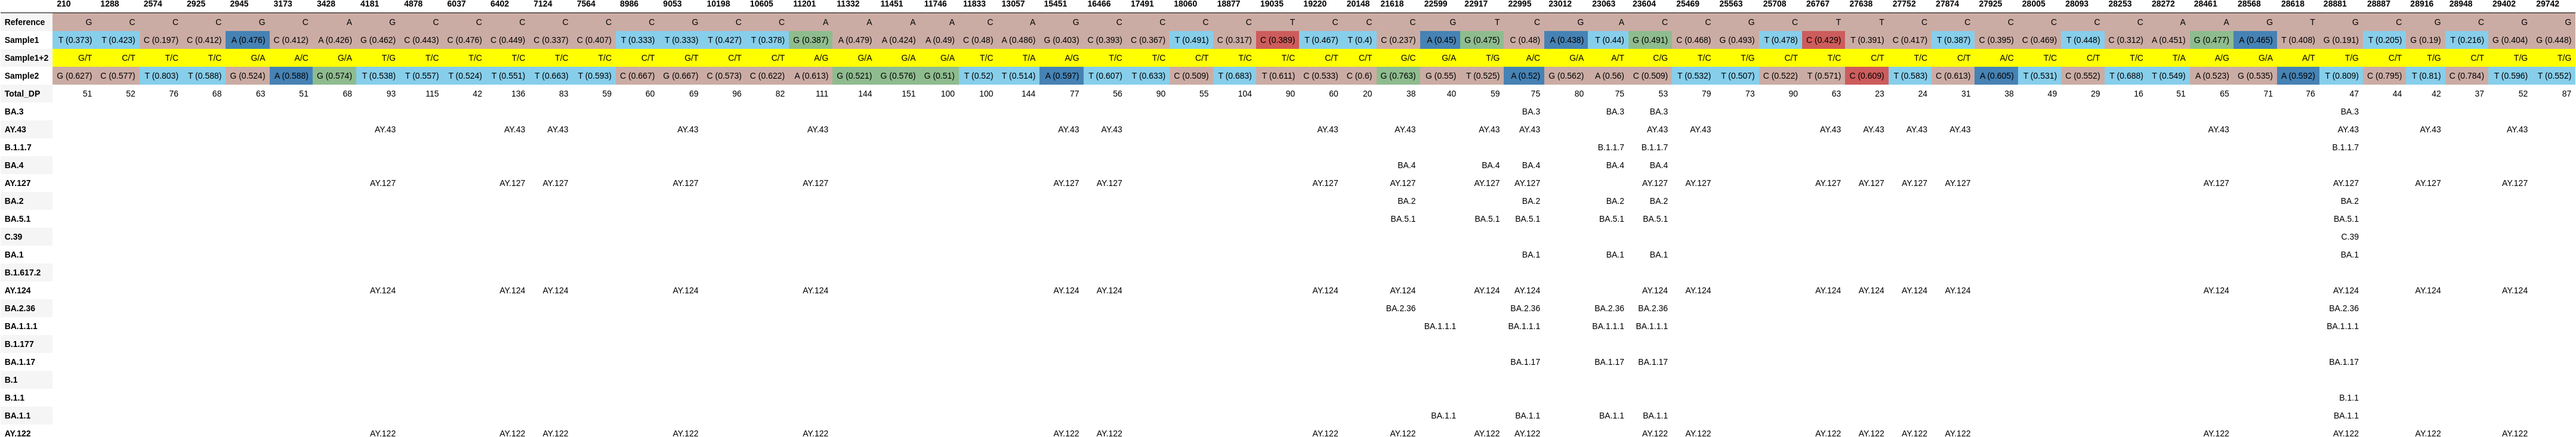 210 1288 2574 2925 2945 3173 3428 4181 4878 6037 6402 7124 7564 8986 9053 10198 10605 11201 11332 11451 11746 11833 13057 15451 16466 17491 18060 18877 19035 19220 20148 21618 22599 22917 22995 23012 23063 23604 25469 25563 25708 26767 27638 27752 27874 27925 28005 28093 28253 28272 28461 28568 28618 28881 28887 28916 28948 29402 29742
Reference G C C C G C A G C C C C C C G C C A A A A C A G C C C C T C C C G T C G A C C G C T T C C C C C C A A G A G C G C G G
Sample1 T (0.373) T (0.423) C (0.197) C (0.412) A (0.476) C (0.412) A (0.426) G (0.462) C (0.443) C (0.476) C (0.449) C (0.337) C (0.407) T (0.333) T (0.333) T (0.427) T (0.378) G (0.387) A (0.479) A (0.424) A (0.49) C (0.48) A (0.486) G (0.403) C (0.393) C (0.367) T (0.491) C (0.317) C (0.389) T (0.467) T (0.4) C (0.237) A (0.45) G (0.475) C (0.48) A (0.438) T (0.44) G (0.491) C (0.468) G (0.493) T (0.478) C (0.429) T (0.391) C (0.417) T (0.387) C (0.395) C (0.469) T (0.448) C (0.312) A (0.451) G (0.477) A (0.465) T (0.408) G (0.191) T (0.205) G (0.19) T (0.216) G (0.404) G (0.448)
Sample1+2 G/T C/T T/C T/C G/A A/C G/A T/G T/C T/C T/C T/C T/C C/T G/T C/T C/T A/G G/A G/A G/A T/C T/A A/G T/C T/C C/T T/C T/C C/T C/T G/C G/A T/G A/C G/A A/T C/G T/C T/G C/T T/C C/T T/C C/T A/C T/C C/T T/C T/A A/G G/A A/T T/G C/T T/G C/T T/G T/G
Sample2 G (0.627) C (0.577) T (0.803) T (0.588) G (0.524) A (0.588) G (0.574) T (0.538) T (0.557) T (0.524) T (0.551) T (0.663) T (0.593) C (0.667) G (0.667) C (0.573) C (0.622) A (0.613) G (0.521) G (0.576) G (0.51) T (0.52) T (0.514) A (0.597) T (0.607) T (0.633) C (0.509) T (0.683) T (0.611) C (0.533) C (0.6) G (0.763) G (0.55) T (0.525) A (0.52) G (0.562) A (0.56) C (0.509) T (0.532) T (0.507) C (0.522) T (0.571) C (0.609) T (0.583) C (0.613) A (0.605) T (0.531) C (0.552) T (0.688) T (0.549) A (0.523) G (0.535) A (0.592) T (0.809) C (0.795) T (0.81) C (0.784) T (0.596) T (0.552)
Total_DP 51 52 76 68 63 51 68 93 115 42 136 83 59 60 69 96 82 111 144 151 100 100 144 77 56 90 55 104 90 60 20 38 40 59 75 80 75 53 79 73 90 63 23 24 31 38 49 29 16 51 65 71 76 47 44 42 37 52 87
BA.3 BA.3 BA.3 BA.3 BA.3
AY.43 AY.43 AY.43 AY.43 AY.43 AY.43 AY.43 AY.43 AY.43 AY.43 AY.43 AY.43 AY.43 AY.43 AY.43 AY.43 AY.43 AY.43 AY.43 AY.43 AY.43 AY.43
B.1.1.7 B.1.1.7 B.1.1.7 B.1.1.7
BA.4 BA.4 BA.4 BA.4 BA.4 BA.4
AY.127 AY.127 AY.127 AY.127 AY.127 AY.127 AY.127 AY.127 AY.127 AY.127 AY.127 AY.127 AY.127 AY.127 AY.127 AY.127 AY.127 AY.127 AY.127 AY.127 AY.127 AY.127
BA.2 BA.2 BA.2 BA.2 BA.2 BA.2
BA.5.1 BA.5.1 BA.5.1 BA.5.1 BA.5.1 BA.5.1 BA.5.1
C.39 C.39
BA.1 BA.1 BA.1 BA.1 BA.1
B.1.617.2
AY.124 AY.124 AY.124 AY.124 AY.124 AY.124 AY.124 AY.124 AY.124 AY.124 AY.124 AY.124 AY.124 AY.124 AY.124 AY.124 AY.124 AY.124 AY.124 AY.124 AY.124 AY.124
BA.2.36 BA.2.36 BA.2.36 BA.2.36 BA.2.36 BA.2.36
BA.1.1.1 BA.1.1.1 BA.1.1.1 BA.1.1.1 BA.1.1.1 BA.1.1.1
B.1.177
BA.1.17 BA.1.17 BA.1.17 BA.1.17 BA.1.17
B.1
B.1.1 B.1.1
BA.1.1 BA.1.1 BA.1.1 BA.1.1 BA.1.1 BA.1.1
AY.122 AY.122 AY.122 AY.122 AY.122 AY.122 AY.122 AY.122 AY.122 AY.122 AY.122 AY.122 AY.122 AY.122 AY.122 AY.122 AY.122 AY.122 AY.122 AY.122 AY.122 AY.122